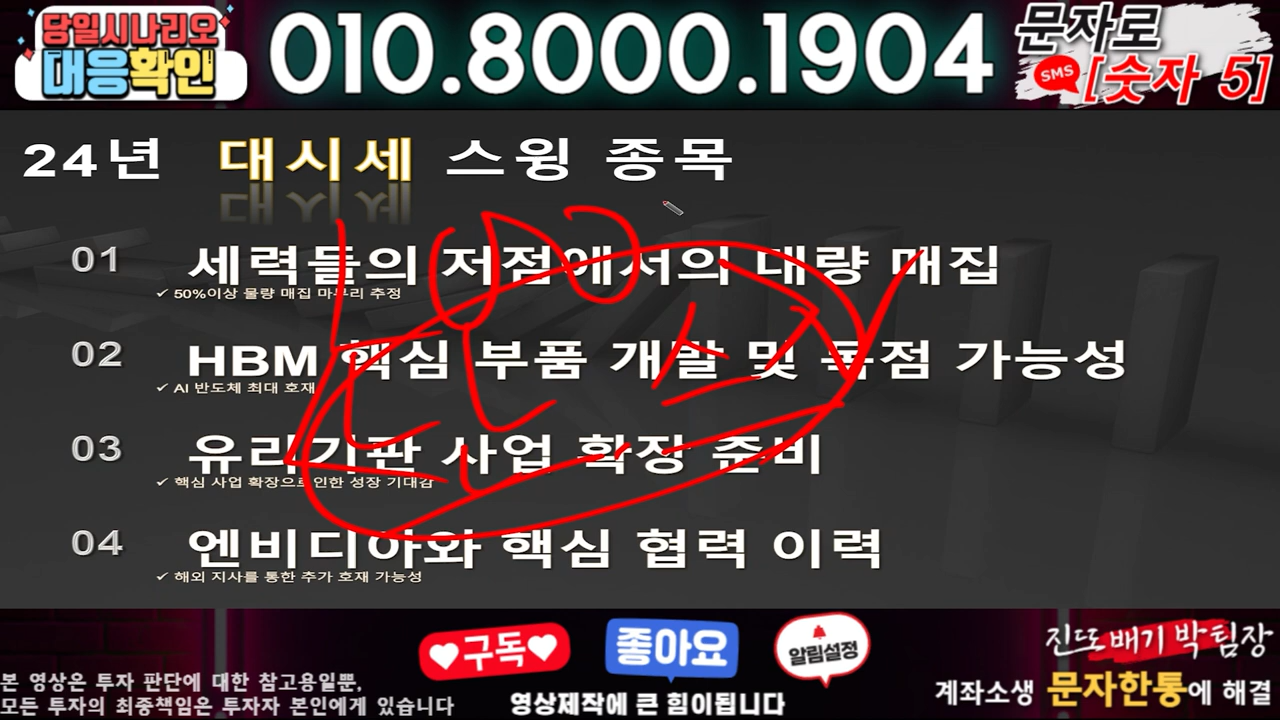 당일시나리오
대응확인
010.8000.1904
문자로
SMS
[숫자 5]
24년 대시세 스윙 종목
01 세력들의 저점에서의 대량 매집
✓ 50%이상 물량 매집 마무리 추정
02 HBM 핵심 부품 개발 및 독점 가능성
✓ AI 반도체 최대 호재
03 유리기판 사업 확장 준비
✓ 핵심 사업 확장으로인한 성장 기대감
04 엔비디아와 핵심 협력 이력
✓ 해외 지사를 통한 추가 호재 가능성
구독
좋아요
알림설정
영상제작에 큰 힘이됩니다
본 영상은 투자 판단에 대한 참고용일뿐,
모든 투자의 최종책임은 투자자 본인에게 있습니다
진또배기 박팀장
계좌소생 문자한통에 해결